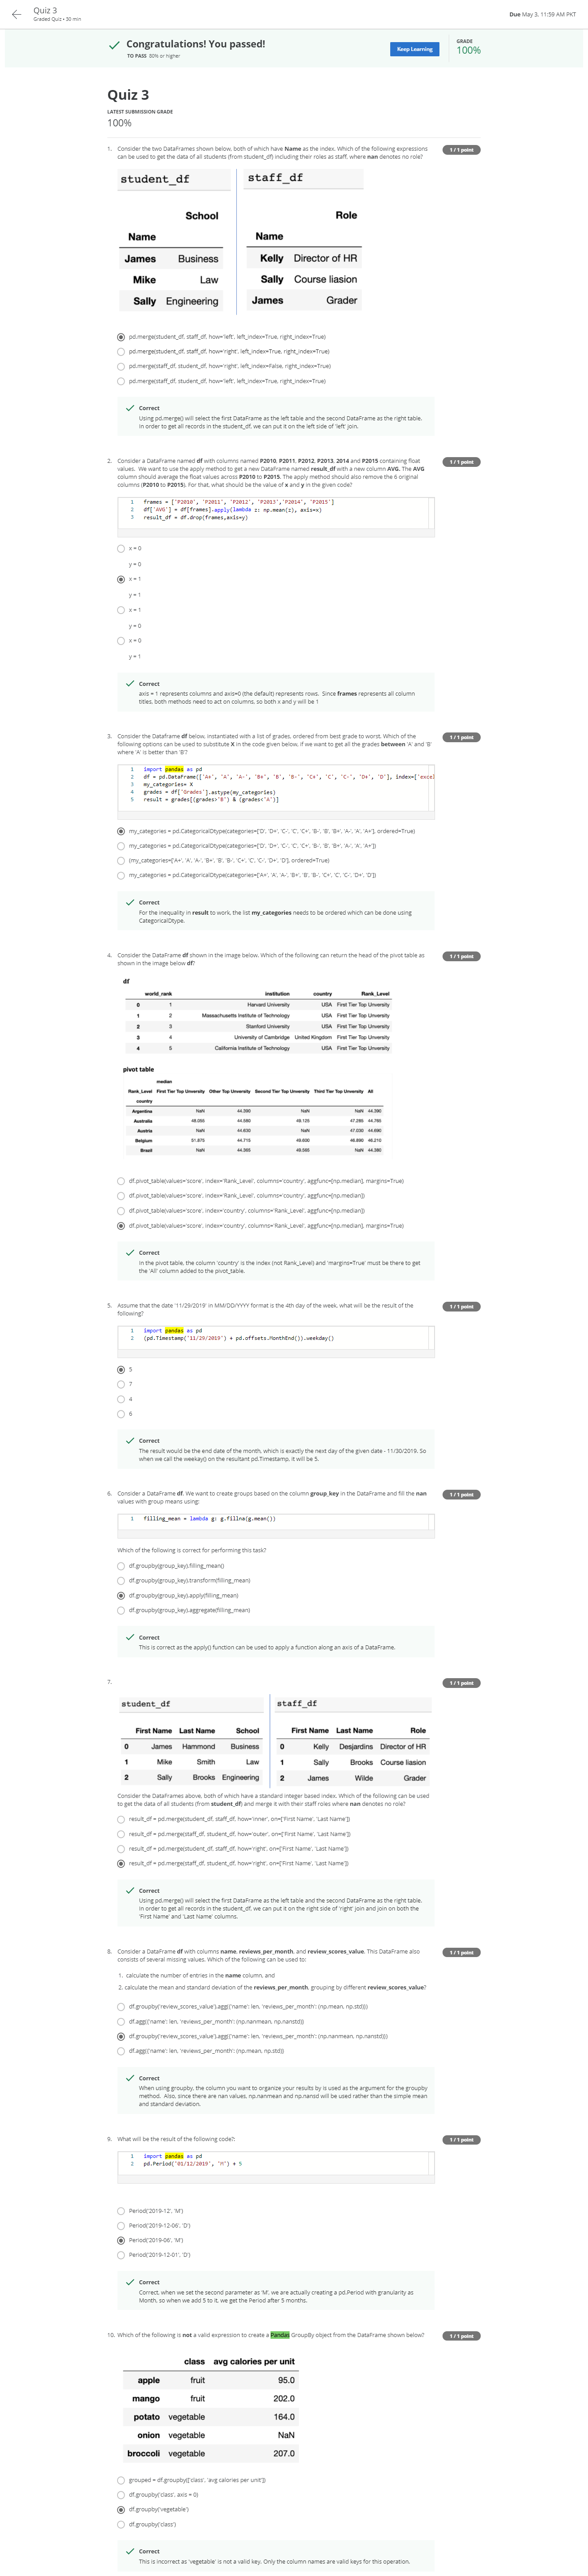 Quiz 3
Graded Quiz • 30 min
Due May 3, 11:59 AM PKT
Congratulations! You passed!
TO PASS 80% or higher
Keep Learning
GRADE
100%
Quiz 3
LATEST SUBMISSION GRADE
100%
1. Consider the two DataFrames shown below, both of which have Name as the index. Which of the following expressions
can be used to get the data of all students (from student_df) including their roles as staff, where nan denotes no role?
1 / 1 point
student_df
staff_df
School
Role
Name
Name
James Business
Kelly Director of HR
Mike Law
Sally Course liasion
Sally Engineering
James Grader
pd.merge(student_df, staff_df, how='left', left_index=True, right_index=True)
pd.merge(student_df, staff_df, how='right', left_index=True, right_index=True)
pd.merge(staff_df, student_df, how='right', left_index=False, right_index=True)
pd.merge(staff_df, student_df, how='left', left_index=True, right_index=True)
Correct
Using pd.merge() will select the first DataFrame as the left table and the second DataFrame as the right table.
In order to get all records in the student_df, we can put it on the left side of 'left' join.
2. Consider a DataFrame named df with columns named P2010, P2011, P2012, P2013, 2014 and P2015 containing float
values. We want to use the apply method to get a new DataFrame named result_df with a new column AVG. The AVG
column should average the float values across P2010 to P2015. The apply method should also remove the 6 original
columns (P2010 to P2015). For that, what should be the value of x and y in the given code?
1 / 1 point
1 frames = ['P2010', 'P2011', 'P2012', 'P2013','P2014', 'P2015']
2 df['AVG'] = df[frames].apply(lambda z: np.mean(z), axis=x)
3 result_df = df.drop(frames,axis=y)
x = 0
y = 0
x = 1
y = 1
x = 1
y = 0
x = 0
y = 1
Correct
axis = 1 represents columns and axis=0 (the default) represents rows. Since frames represents all column
titles, both methods need to act on columns, so both x and y will be 1
3. Consider the Dataframe df below, instantiated with a list of grades, ordered from best grade to worst. Which of the
following options can be used to substitute X in the code given below, if we want to get all the grades between 'A' and 'B'
where 'A' is better than 'B'?
1 / 1 point
1 import pandas as pd
2 df = pd.DataFrame(['A+', 'A', 'A-', 'B+', 'B', 'B-', 'C+', 'C', 'C-', 'D+', 'D'], index=['excel
3 my_categories= X
4 grades = df['Grades'].astype(my_categories)
5 result = grades[(grades>'B') & (grades<'A')]
my_categories = pd.CategoricalDtype(categories=['D', 'D+', 'C-', 'C', 'C+', 'B-', 'B', 'B+', 'A-', 'A', 'A+'], ordered=True)
my_categories = pd.CategoricalDtype(categories=['D', 'D+', 'C-', 'C', 'C+', 'B-', 'B', 'B+', 'A-', 'A', 'A+'])
(my_categories=['A+', 'A', 'A-', 'B+', 'B', 'B-', 'C+', 'C', 'C-', 'D+', 'D'], ordered=True)
my_categories = pd.CategoricalDtype(categories=['A+', 'A', 'A-', 'B+', 'B', 'B-', 'C+', 'C', 'C-', 'D+', 'D'])
Correct
For the inequality in result to work, the list my_categories needs to be ordered which can be done using
CategoricalDtype.
4. Consider the DataFrame df shown in the image below. Which of the following can return the head of the pivot table as
shown in the image below df?
1 / 1 point
df
world_rank institution country Rank_Level
0 1 Harvard University USA First Tier Top Unversity
1 2 Massachusetts Institute of Technology USA First Tier Top Unversity
2 3 Stanford University USA First Tier Top Unversity
3 4 University of Cambridge United Kingdom First Tier Top Unversity
4 5 California Institute of Technology USA First Tier Top Unversity
pivot table
median
Rank_Level First Tier Top Unversity Other Top Unversity Second Tier Top Unversity Third Tier Top Unversity All
country
Argentina NaN 44.390 NaN NaN 44.390
Australia 48.055 44.580 49.125 47.285 44.765
Austria NaN 44.630 NaN 47.030 44.690
Belgium 51.875 44.715 49.600 46.890 46.210
Brazil NaN 44.365 49.565 NaN 44.380
df.pivot_table(values='score', index='Rank_Level', columns='country', aggfunc=[np.median], margins=True)
df.pivot_table(values='score', index='Rank_Level', columns='country', aggfunc=[np.median])
df.pivot_table(values='score', index='country', columns='Rank_Level', aggfunc=[np.median])
df.pivot_table(values='score', index='country', columns='Rank_Level', aggfunc=[np.median], margins=True)
Correct
In the pivot table, the column 'country' is the index (not Rank_Level) and 'margins=True' must be there to get
the 'All' column added to the pivot_table.
5. Assume that the date '11/29/2019' in MM/DD/YYYY format is the 4th day of the week, what will be the result of the
following?
1 / 1 point
1 import pandas as pd
2 (pd.Timestamp('11/29/2019') + pd.offsets.MonthEnd()).weekday()
5
7
4
6
Correct
The result would be the end date of the month, which is exactly the next day of the given date - 11/30/2019. So
when we call the weekay() on the resultant pd.Timestamp, it will be 5.
6. Consider a DataFrame df. We want to create groups based on the column group_key in the DataFrame and fill the nan
values with group means using:
1 / 1 point
1 filling_mean = lambda g: g.fillna(g.mean())
Which of the following is correct for performing this task?
df.groupby(group_key).filling_mean()
df.groupby(group_key).transform(filling_mean)
df.groupby(group_key).apply(filling_mean)
df.groupby(group_key).aggregate(filling_mean)
Correct
This is correct as the apply() function can be used to apply a function along an axis of a DataFrame.
7.
1 / 1 point
student_df
staff_df
First Name Last Name School
First Name Last Name Role
0 James Hammond Business
0 Kelly Desjardins Director of HR
1 Mike Smith Law
1 Sally Brooks Course liasion
2 Sally Brooks Engineering
2 James Wilde Grader
Consider the DataFrames above, both of which have a standard integer based index. Which of the following can be used
to get the data of all students (from student_df) and merge it with their staff roles where nan denotes no role?
result_df = pd.merge(student_df, staff_df, how='inner', on=['First Name', 'Last Name'])
result_df = pd.merge(staff_df, student_df, how='outer', on=['First Name', 'Last Name'])
result_df = pd.merge(student_df, staff_df, how='right', on=['First Name', 'Last Name'])
result_df = pd.merge(staff_df, student_df, how='right', on=['First Name', 'Last Name'])
Correct
Using pd.merge() will select the first DataFrame as the left table and the second DataFrame as the right table.
In order to get all records in the student_df, we can put it on the right side of 'right' join and join on both the
'First Name' and 'Last Name' columns.
8. Consider a DataFrame df with columns name, reviews_per_month, and review_scores_value. This DataFrame also
consists of several missing values. Which of the following can be used to:
1 / 1 point
1. calculate the number of entries in the name column, and
2. calculate the mean and standard deviation of the reviews_per_month, grouping by different review_scores_value?
df.groupby('review_scores_value').agg({'name': len, 'reviews_per_month': (np.mean, np.std)})
df.agg({'name': len, 'reviews_per_month': (np.nanmean, np.nanstd)})
df.groupby('review_scores_value').agg({'name': len, 'reviews_per_month': (np.nanmean, np.nanstd)})
df.agg({'name': len, 'reviews_per_month': (np.mean, np.std)})
Correct
When using groupby, the column you want to organize your results by is used as the argument for the groupby
method. Also, since there are nan values, np.nanmean and np.nansd will be used rather than the simple mean
and standard deviation.
9. What will be the result of the following code?:
1 / 1 point
1 import pandas as pd
2 pd.Period('01/12/2019', 'M') + 5
Period('2019-12', 'M')
Period('2019-12-06', 'D')
Period('2019-06', 'M')
Period('2019-12-01', 'D')
Correct
Correct, when we set the second parameter as 'M', we are actually creating a pd.Period with granularity as
Month, so when we add 5 to it, we get the Period after 5 months.
10. Which of the following is not a valid expression to create a Pandas GroupBy object from the DataFrame shown below?
1 / 1 point
class avg calories per unit
apple fruit 95.0
mango fruit 202.0
potato vegetable 164.0
onion vegetable NaN
broccoli vegetable 207.0
grouped = df.groupby(['class', 'avg calories per unit'])
df.groupby('class', axis = 0)
df.groupby('vegetable')
df.groupby('class')
Correct
This is incorrect as 'vegetable' is not a valid key. Only the column names are valid keys for this operation.